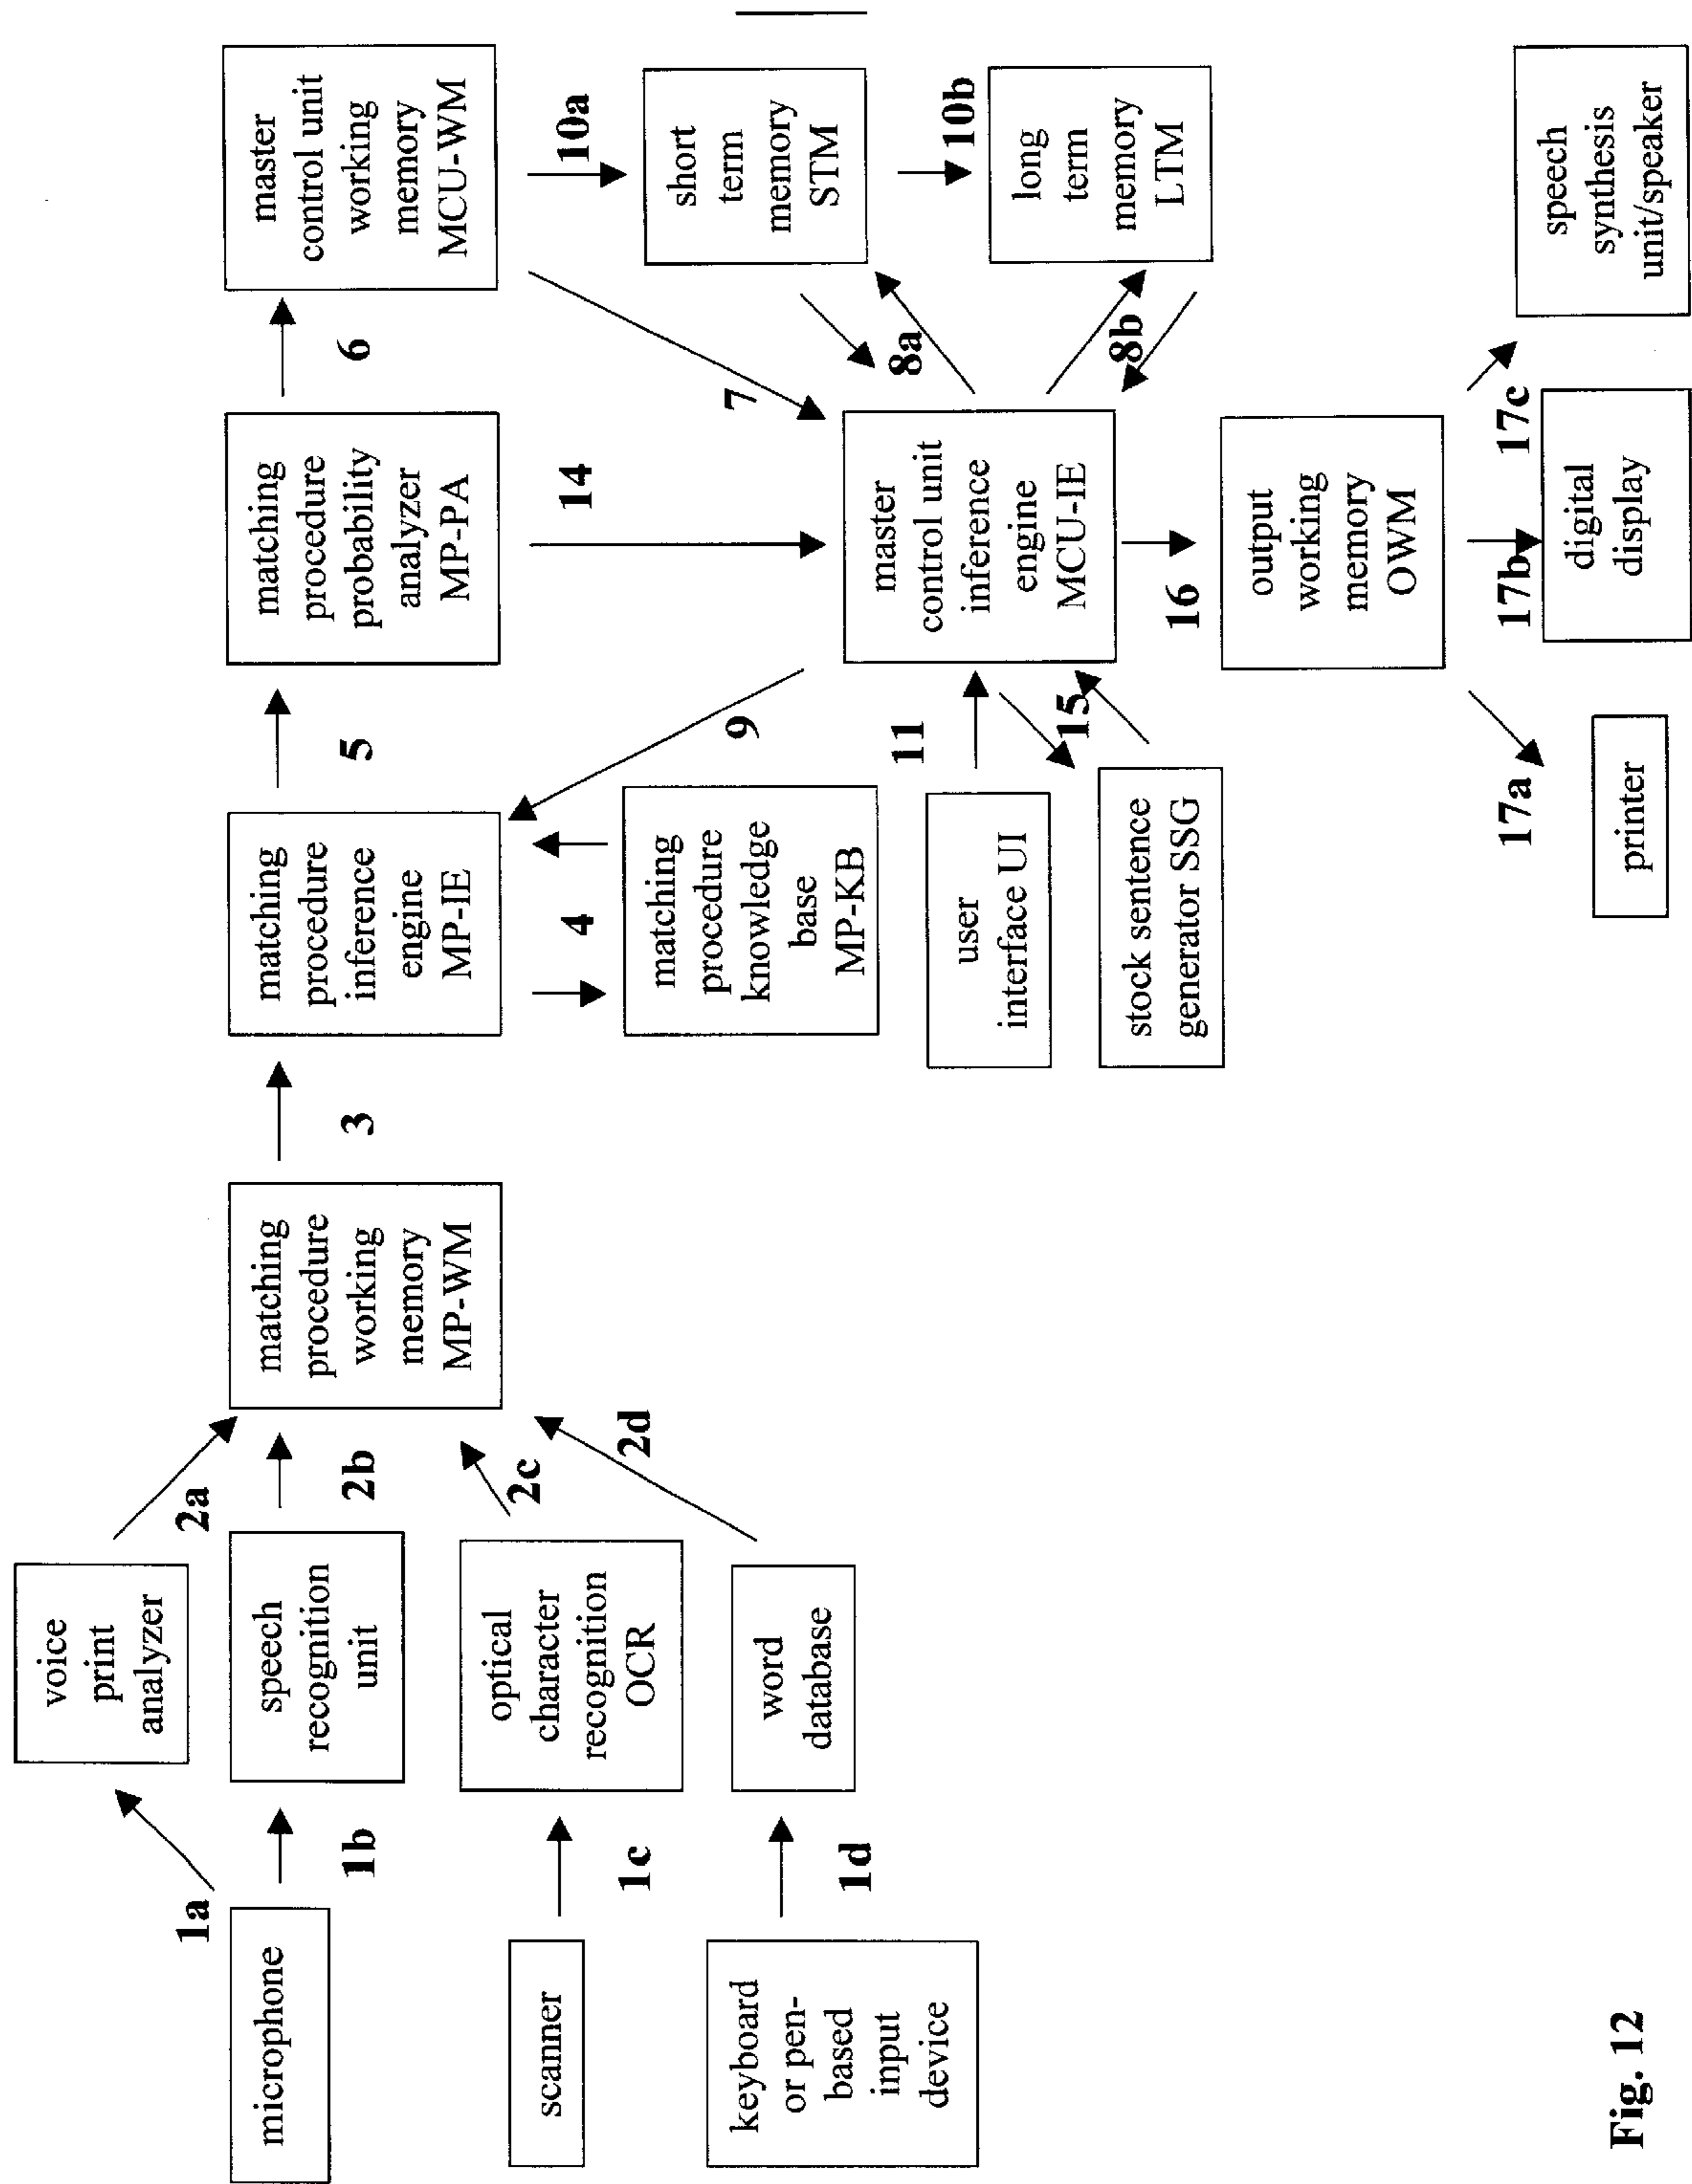 voice
print
analyzer
microphone
1a
1b
speech
recognition
unit
2a
2b
scanner
1c
optical
character
recognition
OCR
2c
keyboard
or pen-
based
input
device
1d
word
database
2d
matching
procedure
working
memory
MP-WM
3
matching
procedure
inference
engine
MP-IE
4
matching
procedure
knowledge
base
MP-KB
5
matching
procedure
probability
analyzer
MP-PA
6
master
control unit
working
memory
MCU-WM
14
7
9
10a
short
term
memory
STM
10b
long
term
memory
LTM
8a
8b
user
interface UI
11
master
control unit
inference
engine
MCU-IE
stock sentence
generator SSG
15
16
output
working
memory
OWM
17a
17b
17c
printer
digital
display
speech
synthesis
unit/speaker
Fig. 12